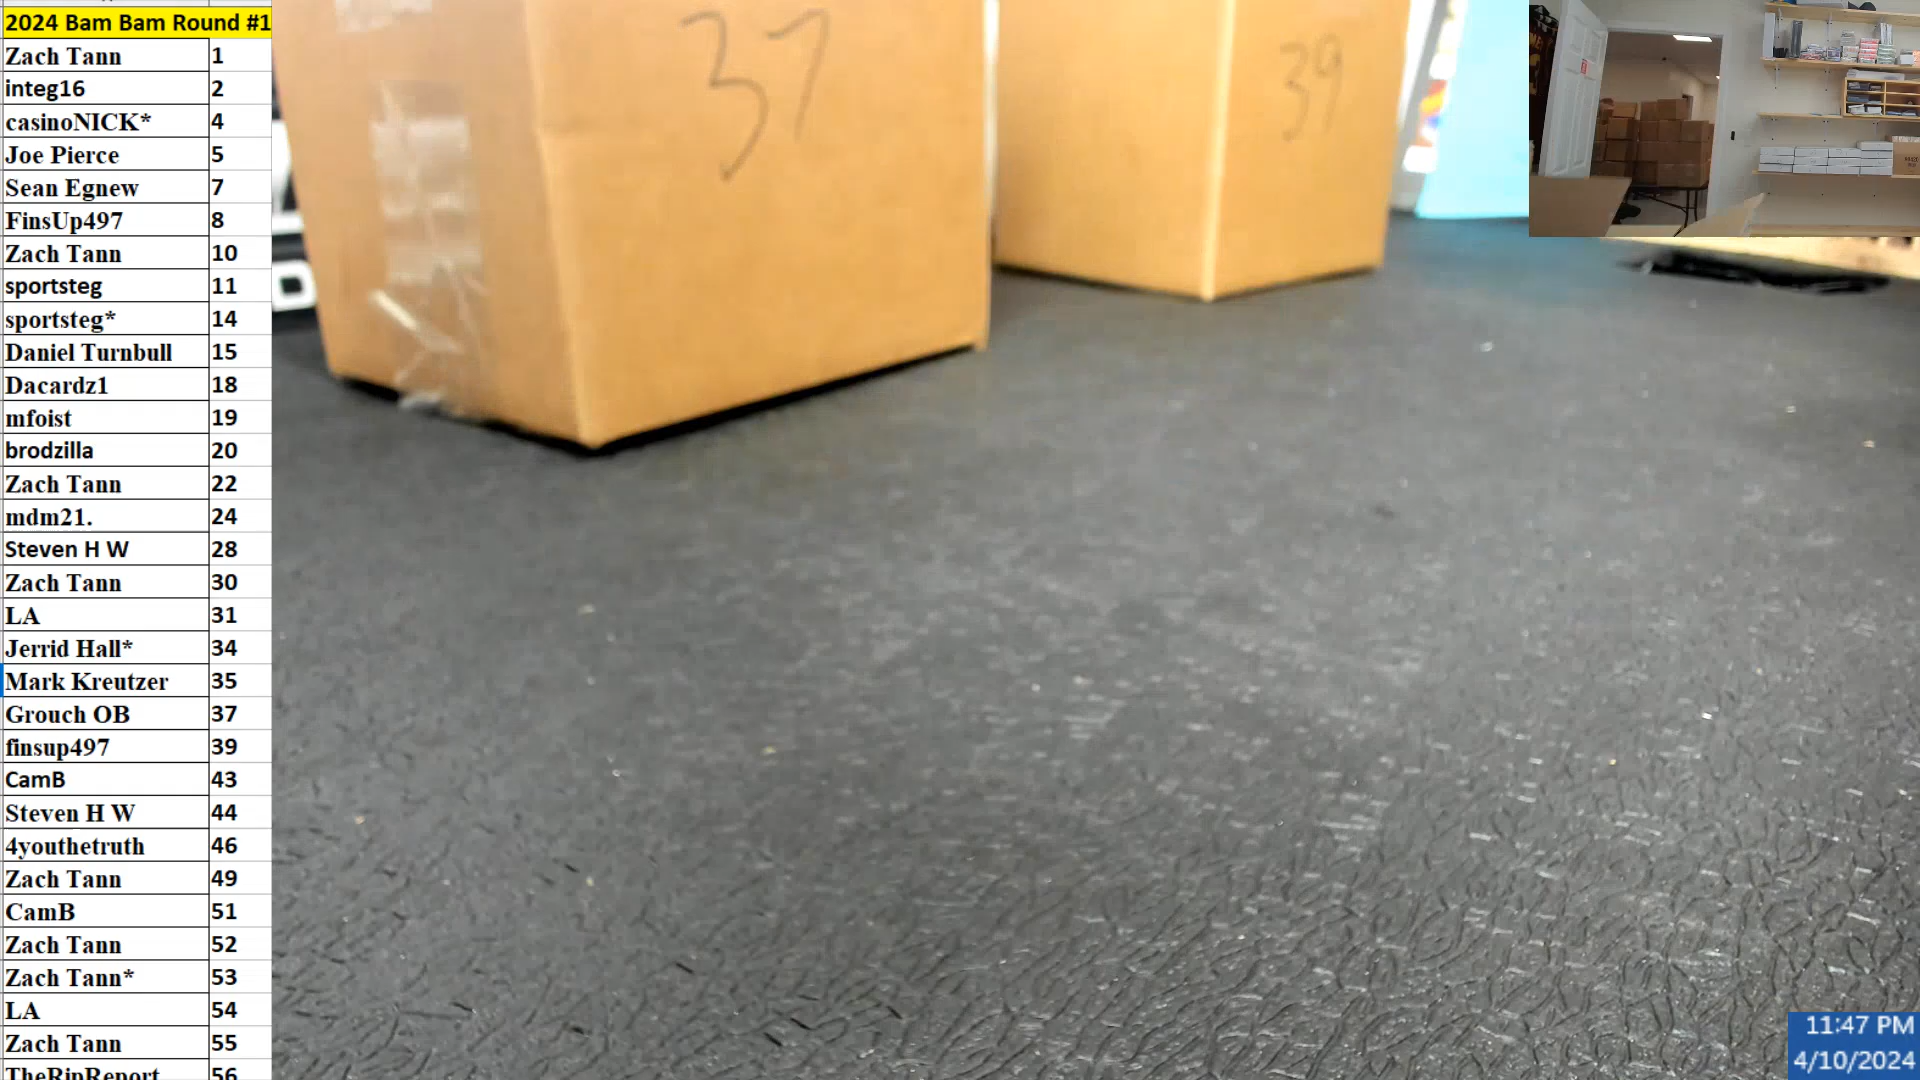 2024 Bam Bam Round #1
Zach Tann 1
integ16 2
casinoNICK* 4
Joe Pierce 5
Sean Egnew 7
FinsUp497 8
Zach Tann 10
sportsteg 11
sportsteg* 14
Daniel Turnbull 15
Dacardz1 18
mfoist 19
brodzilla 20
Zach Tann 22
mdm21. 24
Steven H W 28
Zach Tann 30
LA 31
Jerrid Hall* 34
Mark Kreutzer 35
Grouch OB 37
finsup497 39
CamB 43
Steven H W 44
4youthetruth 46
Zach Tann 49
CamB 51
Zach Tann 52
Zach Tann* 53
LA 54
Zach Tann 55
TheRipReport 56
37
39
11:47 PM
4/10/2024